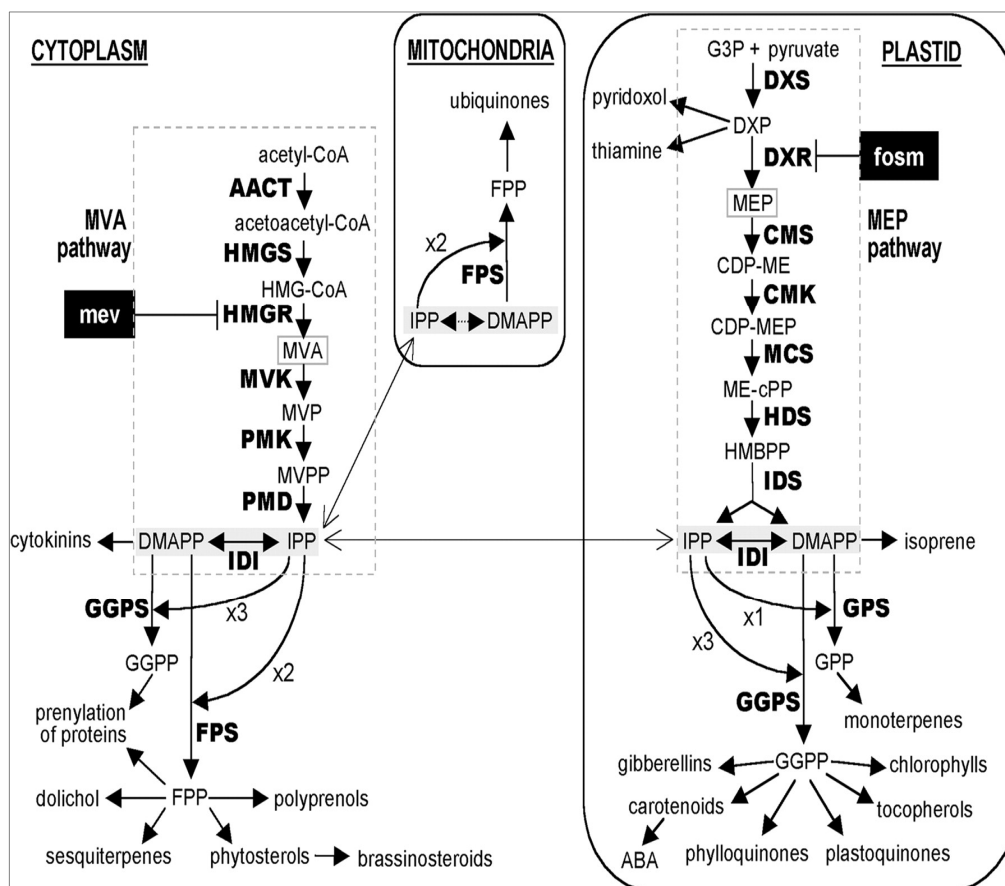 CYTOPLASM
acetyl-CoA
AACT
acetoacetyl-CoA
MVA
pathway
HMGS
HMG-CoA
mev
HMGR
MVA
MVK
MVP
PMK
MVPP
PMD
cytokinins
DMAPP
IPP
IDI
GGPS
x3
GGPP
x2
prenylation
of proteins
FPS
dolichol
FPP
polyprenols
sesquiterpenes
phytosterols
brassinosteroids
MITOCHONDRIA
ubiquinones
FPP
x2
FPS
IPP
DMAPP
PLASTID
G3P + pyruvate
DXS
pyridoxol
DXP
thiamine
DXR
fosm
MEP
MEP
pathway
CMS
CDP-ME
CMK
CDP-MEP
MCS
ME-cPP
HDS
HMBPP
IDS
IPP
DMAPP
isoprene
IDI
x1
GPS
x3
GPP
GGPS
monoterpenes
gibberellins
GGPP
chlorophylls
carotenoids
tocopherols
ABA
phylloquinones
plastoquinones